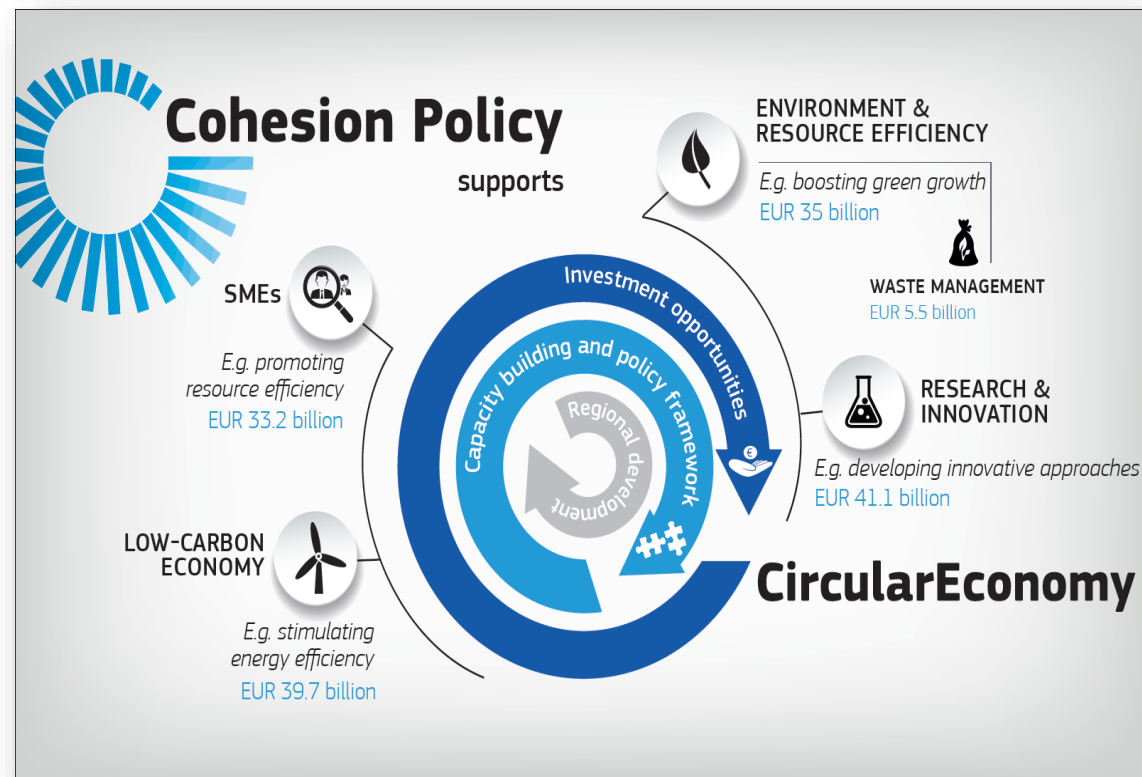 Cohesion Policy
supports
ENVIRONMENT &
RESOURCE EFFICIENCY
E.g. boosting green growth
EUR 35 billion
WASTE MANAGEMENT
EUR 5.5 billion
SMEs
E.g. promoting
resource efficiency
EUR 33.2 billion
Investment opportunities
€
Capacity building and policy framework
Regional development
RESEARCH &
INNOVATION
E.g. developing innovative approaches
EUR 41.1 billion
LOW-CARBON
ECONOMY
E.g. stimulating
energy efficiency
EUR 39.7 billion
CircularEconomy